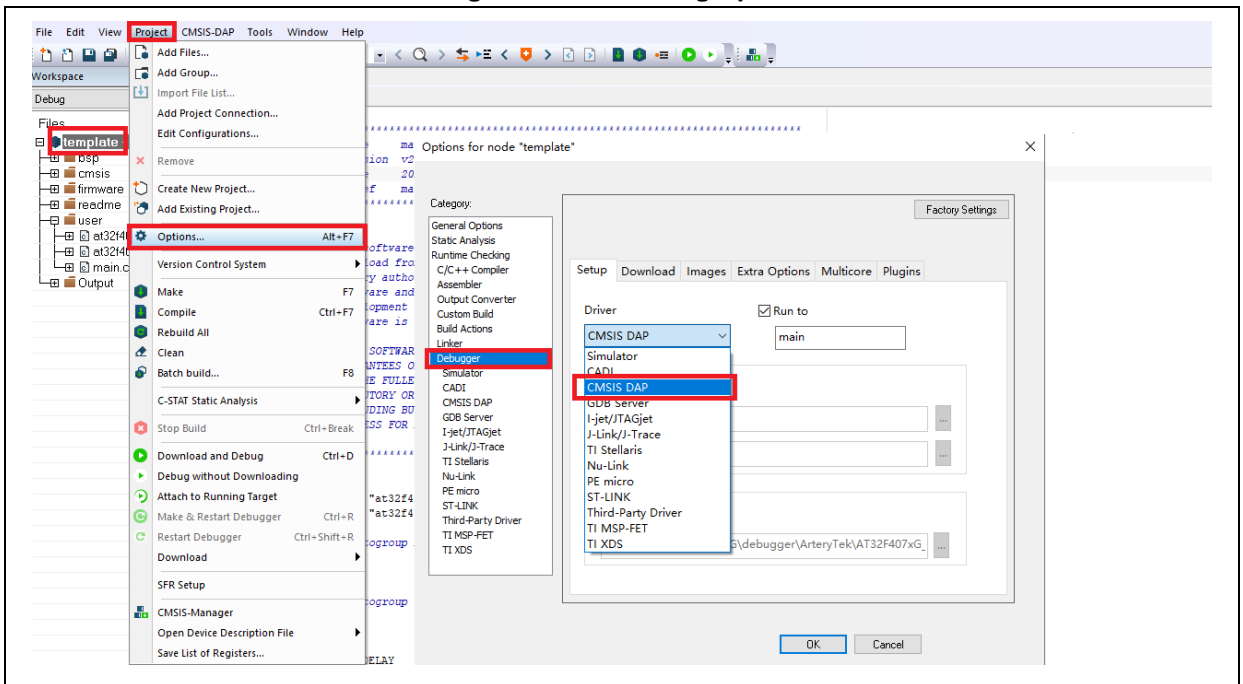 File Edit View Project CMSIS-DAP Tools Window Help
Workspace
Debug
Files
template
bsp
cmsis
firmware
readme
user
at32f4
at32f4
main.c
Output
Add Files...
Add Group...
Import File List...
Add Project Connection...
Edit Configurations...
Remove
Create New Project...
Add Existing Project...
Options... Alt+F7
Version Control System
Make F7
Compile Ctrl+F7
Rebuild All
Clean
Batch build... F8
C-STAT Static Analysis
Stop Build Ctrl+Break
Download and Debug Ctrl+D
Debug without Downloading
Attach to Running Target
Make & Restart Debugger Ctrl+R
Restart Debugger Ctrl+Shift+R
Download
SFR Setup
CMSIS-Manager
Open Device Description File
Save List of Registers...
"at32f4
"at32f4
Options for node "template"
Category:
General Options
Static Analysis
Runtime Checking
C/C++ Compiler
Assembler
Output Converter
Custom Build
Build Actions
Linker
Debugger
Simulator
CADI
CMSIS DAP
GDB Server
I-jet/JTAGjet
J-Link/J-Trace
TI Stellaris
Nu-Link
PE micro
ST-LINK
Third-Party Driver
TI MSP-FET
TI XDS
Factory Settings
Setup Download Images Extra Options Multicore Plugins
Driver
Run to
CMSIS DAP
main
Simulator
CADI
CMSIS DAP
GDB Server
I-jet/JTAGjet
J-Link/J-Trace
TI Stellaris
Nu-Link
PE micro
ST-LINK
Third-Party Driver
TI MSP-FET
TI XDS
G\debugger\ArteryTek\AT32F407xG_
OK Cancel